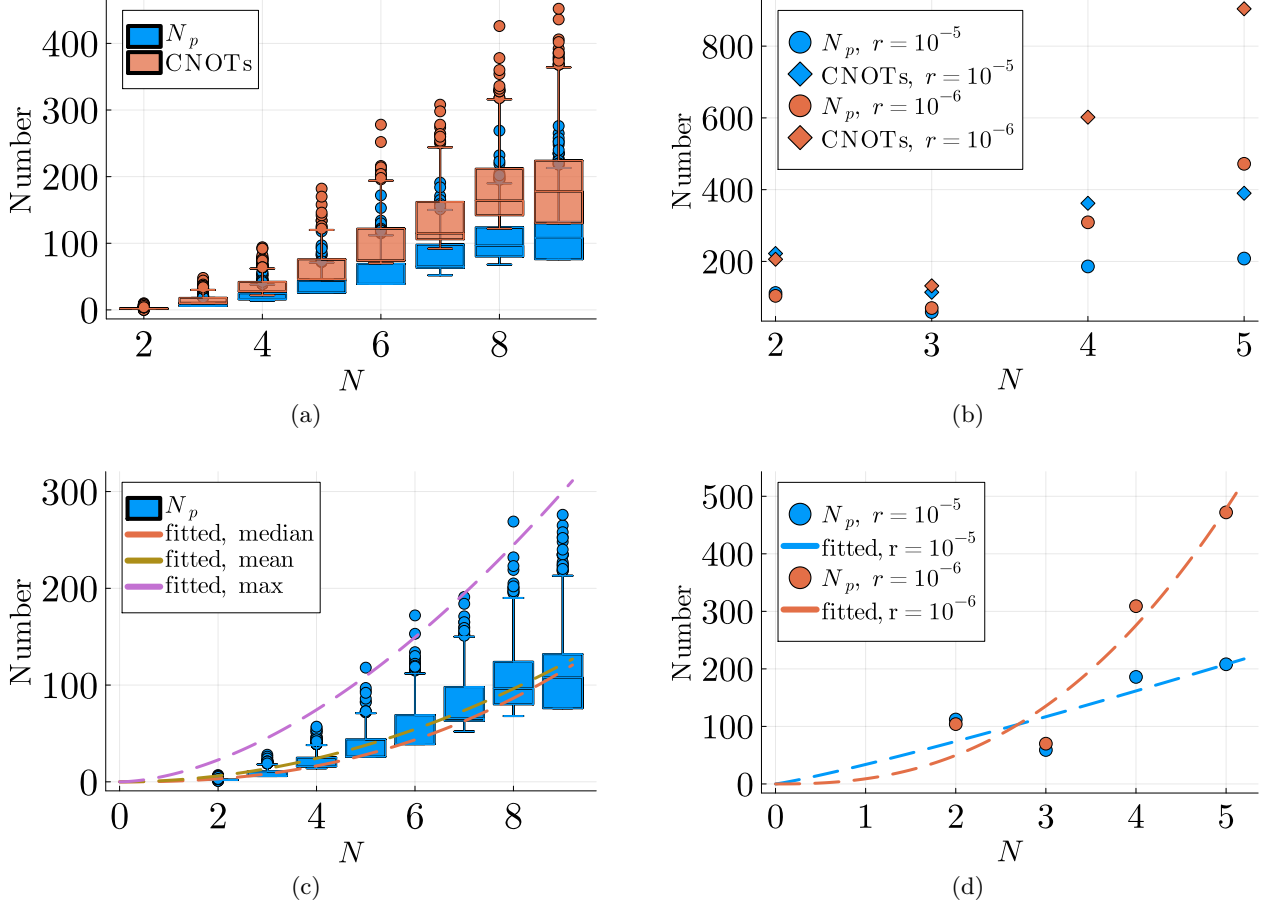 N_p
CNOTs
Number
400
300
200
100
0
2 4 6 8
N
(a)
N_p, r = 10^{-5}
CNOTs, r = 10^{-5}
N_p, r = 10^{-6}
CNOTs, r = 10^{-6}
Number
800
600
400
200
2 3 4 5
N
(b)
N_p
fitted, median
fitted, mean
fitted, max
Number
300
200
100
0
0 2 4 6 8
N
(c)
N_p, r = 10^{-5}
fitted, r = 10^{-5}
N_p, r = 10^{-6}
fitted, r = 10^{-6}
Number
500
400
300
200
100
0
0 1 2 3 4 5
N
(d)